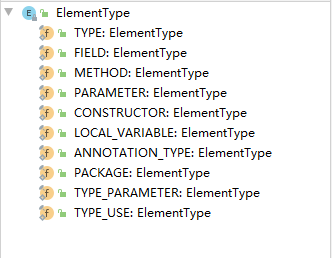 ElementType
TYPE: ElementType
FIELD: ElementType
METHOD: ElementType
PARAMETER: ElementType
CONSTRUCTOR: ElementType
LOCAL_VARIABLE: ElementType
ANNOTATION_TYPE: ElementType
PACKAGE: ElementType
TYPE_PARAMETER: ElementType
TYPE_USE: ElementType